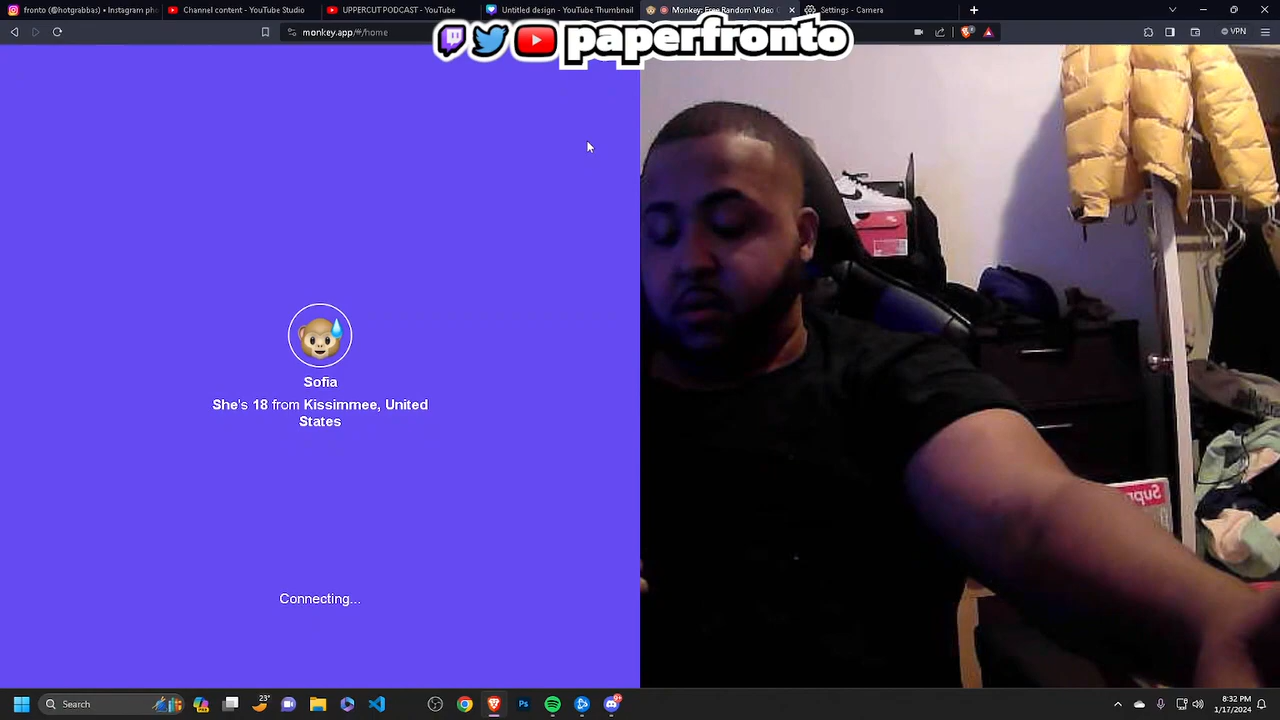 fronto (@hotgrabbas) • Instagram ph
Channel content - YouTube Studio
UPPERCUT PODCAST - YouTube
Untitled design - YouTube Thumbnail
Monkey: Free Random Video C
Settings - Camera
monkey.app/#/home
VPN
paperfronto
Sofia
She's 18 from Kissimmee, United
States
Connecting...
Search
23°
8:32 PM
1/17/2024